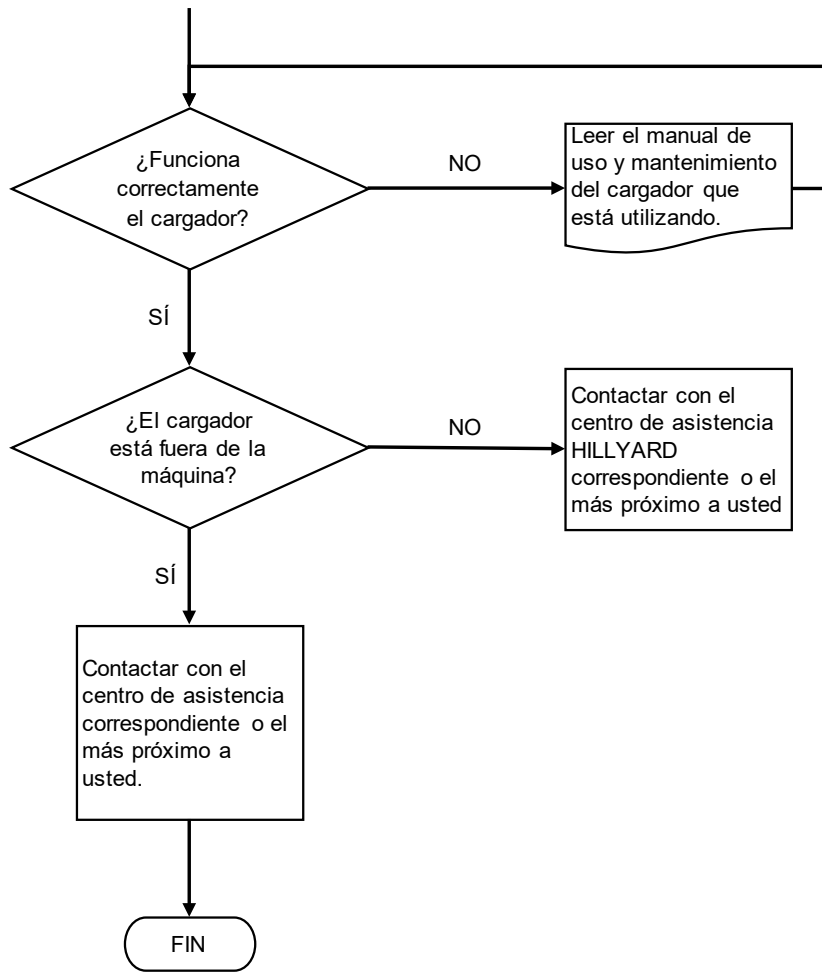 ¿Funciona
correctamente
el cargador?
NO
Leer el manual de
uso y mantenimiento
del cargador que
está utilizando.
SÍ
¿El cargador
está fuera de la
máquina?
NO
Contactar con el
centro de asistencia
HILLYARD
correspondiente o el
más próximo a usted
SÍ
Contactar con el
centro de asistencia
correspondiente o el
más próximo a
usted.
FIN